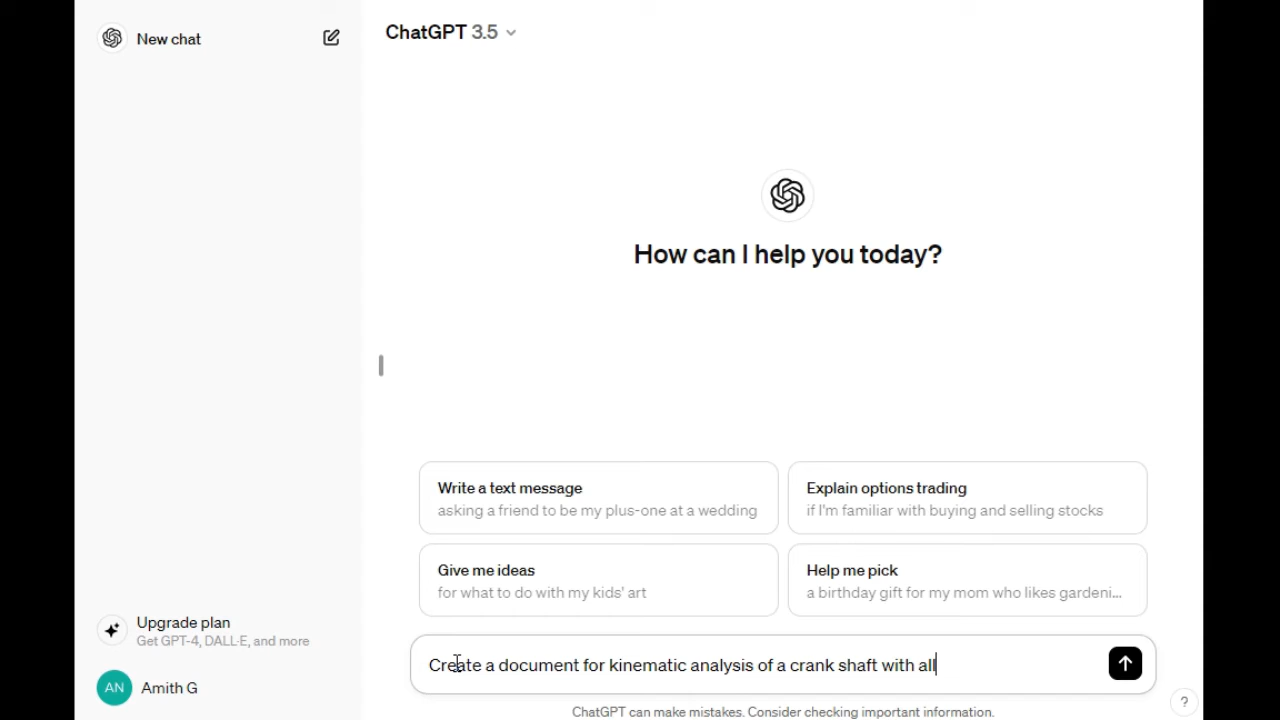 New chat
ChatGPT 3.5
How can I help you today?
Write a text message
asking a friend to be my plus-one at a wedding
Explain options trading
if I'm familiar with buying and selling stocks
Give me ideas
for what to do with my kids' art
Help me pick
a birthday gift for my mom who likes gardeni...
Upgrade plan
Get GPT-4, DALL·E, and more
Create a document for kinematic analysis of a crank shaft with all
AN
Amith G
ChatGPT can make mistakes. Consider checking important information.
?